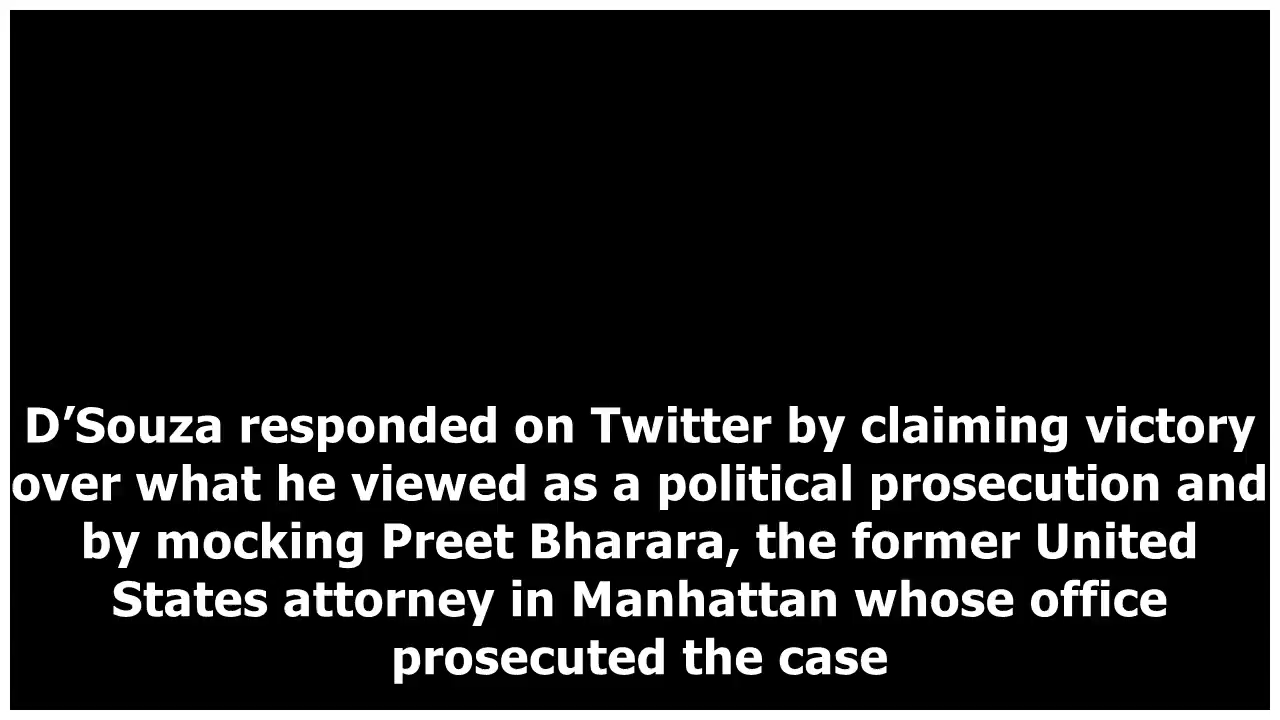 D’Souza responded on Twitter by claiming victory
over what he viewed as a political prosecution and
by mocking Preet Bharara, the former United
States attorney in Manhattan whose office
prosecuted the case